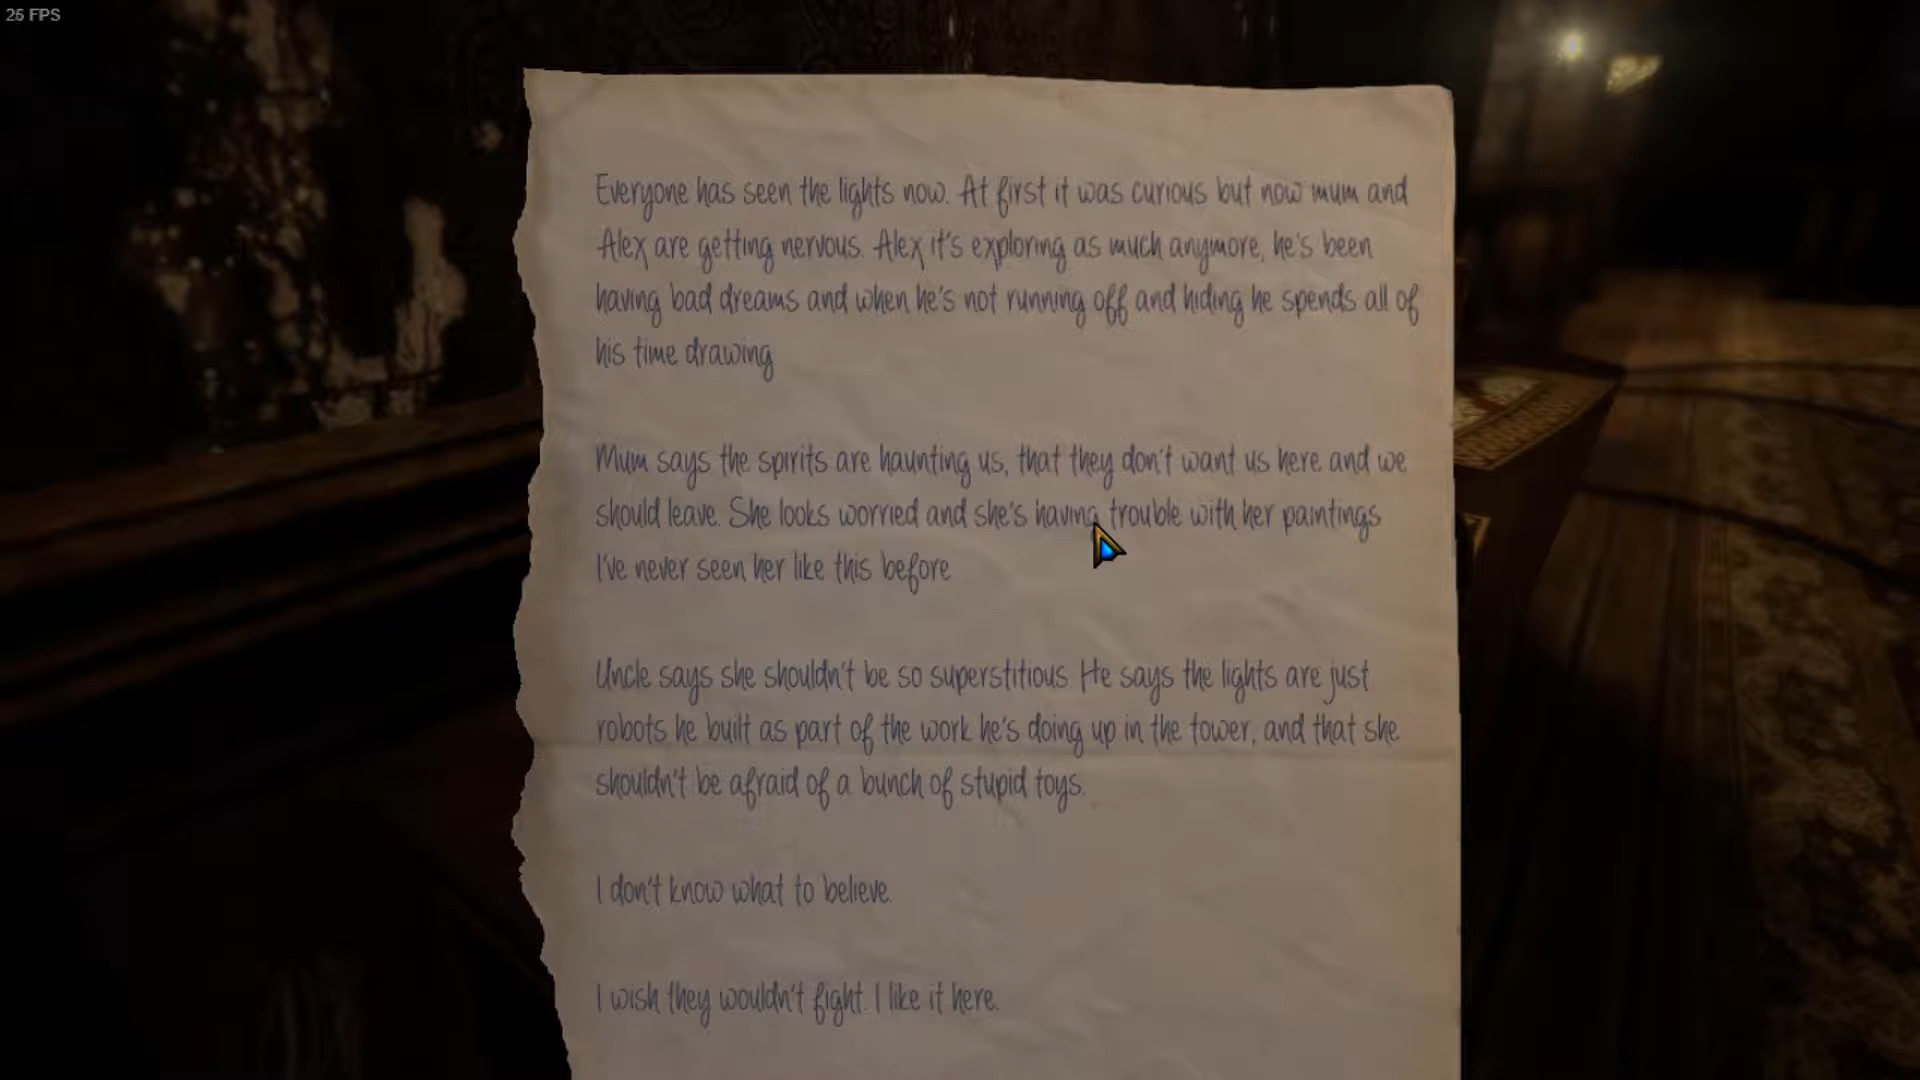 25 FPS
Everyone has seen the lights now. At first it was curious but now mum and
Alex are getting nervous. Alex it's exploring as much anymore, he's been
having bad dreams and when he's not running off and hiding he spends all of
his time drawing
Mum says the spirits are haunting us, that they don't want us here and we
should leave. She looks worried and she's having trouble with her paintings
I've never seen her like this before
Uncle says she shouldn't be so superstitious He says the lights are just
robots he built as part of the work he's doing up in the tower, and that she
shouldn't be afraid of a bunch of stupid toys.
I don't know what to believe.
I wish they wouldn't fight I like it here.